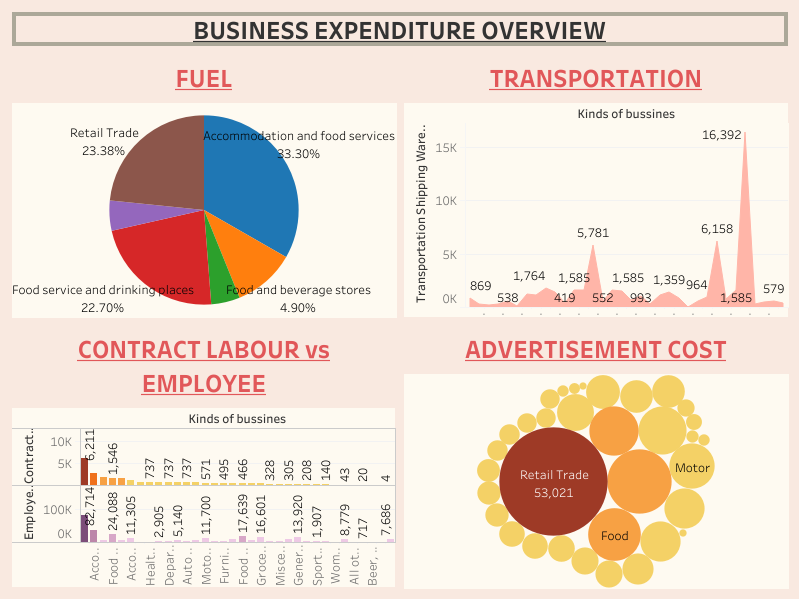 BUSINESS EXPENDITURE OVERVIEW
FUEL
Retail Trade
23.38%
Accommodation and food services
33.30%
Food service and drinking places
22.70%
Food and beverage stores
4.90%
TRANSPORTATION
Kinds of bussines
Transportation Shipping Ware..
15K
10K
5K
0K
869
538
1,764
419
1,585
5,781
552
1,585
993
1,359
964
6,158
1,585
16,392
579
CONTRACT LABOUR vs
EMPLOYEE
Kinds of bussines
Contract..
10K
5K
6,211
1,546
737
737
737
571
495
466
328
305
208
140
43
20
4
Employe..
100K
0K
82,714
24,088
11,305
2,905
5,140
11,700
17,639
16,601
13,920
1,907
8,779
717
7,686
Acco..
Food ..
Acco..
Healt..
Depar..
Auto ..
Moto..
Furni..
Food ..
Groce..
Misce..
Gener..
Sport..
Wom..
All ot..
Beer, ..
ADVERTISEMENT COST
Retail Trade
53,021
Motor
Food